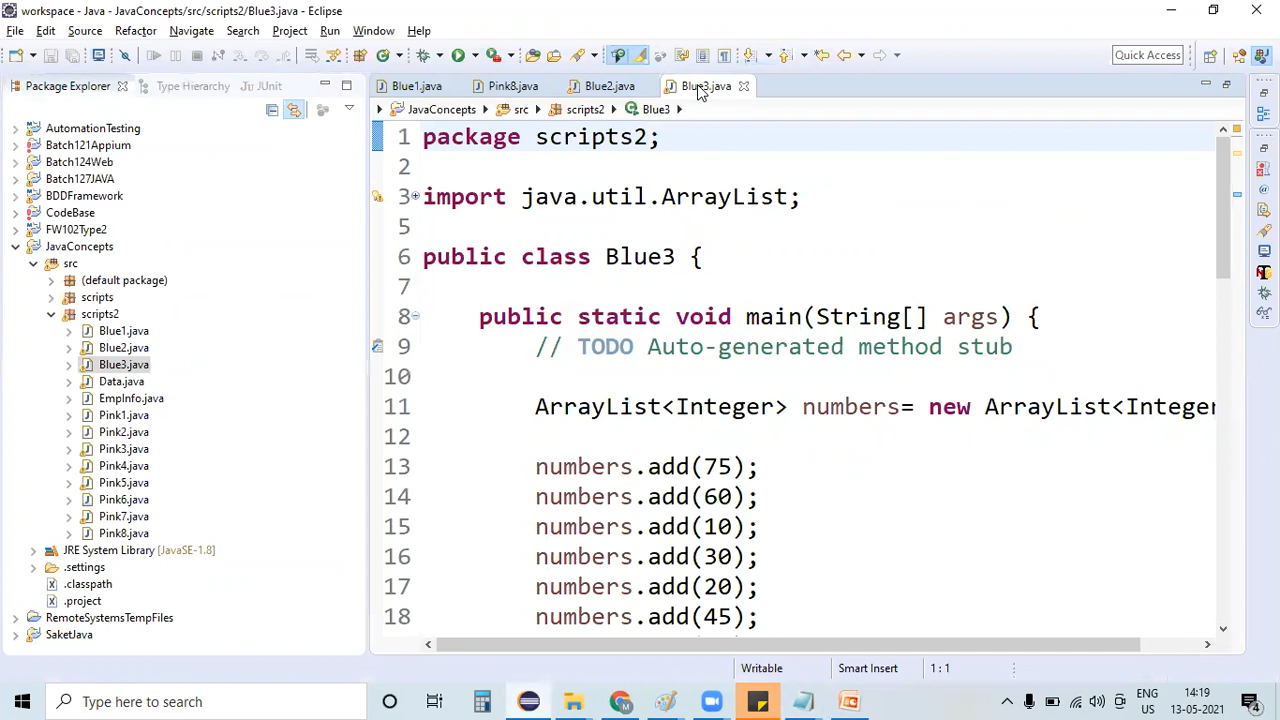 workspace - Java - JavaConcepts/src/scripts2/Blue3.java - Eclipse
File Edit Source Refactor Navigate Search Project Run Window Help
Quick Access
Package Explorer Type Hierarchy JUnit
Blue1.java Pink8.java Blue2.java Blue3.java
JavaConcepts src scripts2 Blue3
AutomationTesting
Batch121Appium
Batch124Web
Batch127JAVA
BDDFramework
CodeBase
FW102Type2
JavaConcepts
src
(default package)
scripts
scripts2
Blue1.java
Blue2.java
Blue3.java
Data.java
EmpInfo.java
Pink1.java
Pink2.java
Pink3.java
Pink4.java
Pink5.java
Pink6.java
Pink7.java
Pink8.java
JRE System Library [JavaSE-1.8]
.settings
.classpath
.project
RemoteSystemsTempFiles
SaketJava
1 package scripts2;
2
3 import java.util.ArrayList;
5
6 public class Blue3 {
7
8 public static void main(String[] args) {
9 // TODO Auto-generated method stub
10
11 ArrayList<Integer> numbers= new ArrayList<Integer
12
13 numbers.add(75);
14 numbers.add(60);
15 numbers.add(10);
16 numbers.add(30);
17 numbers.add(20);
18 numbers.add(45);
Writable Smart Insert 1 : 1
Type here to search
ENG
US
14:19
13-05-2021
4